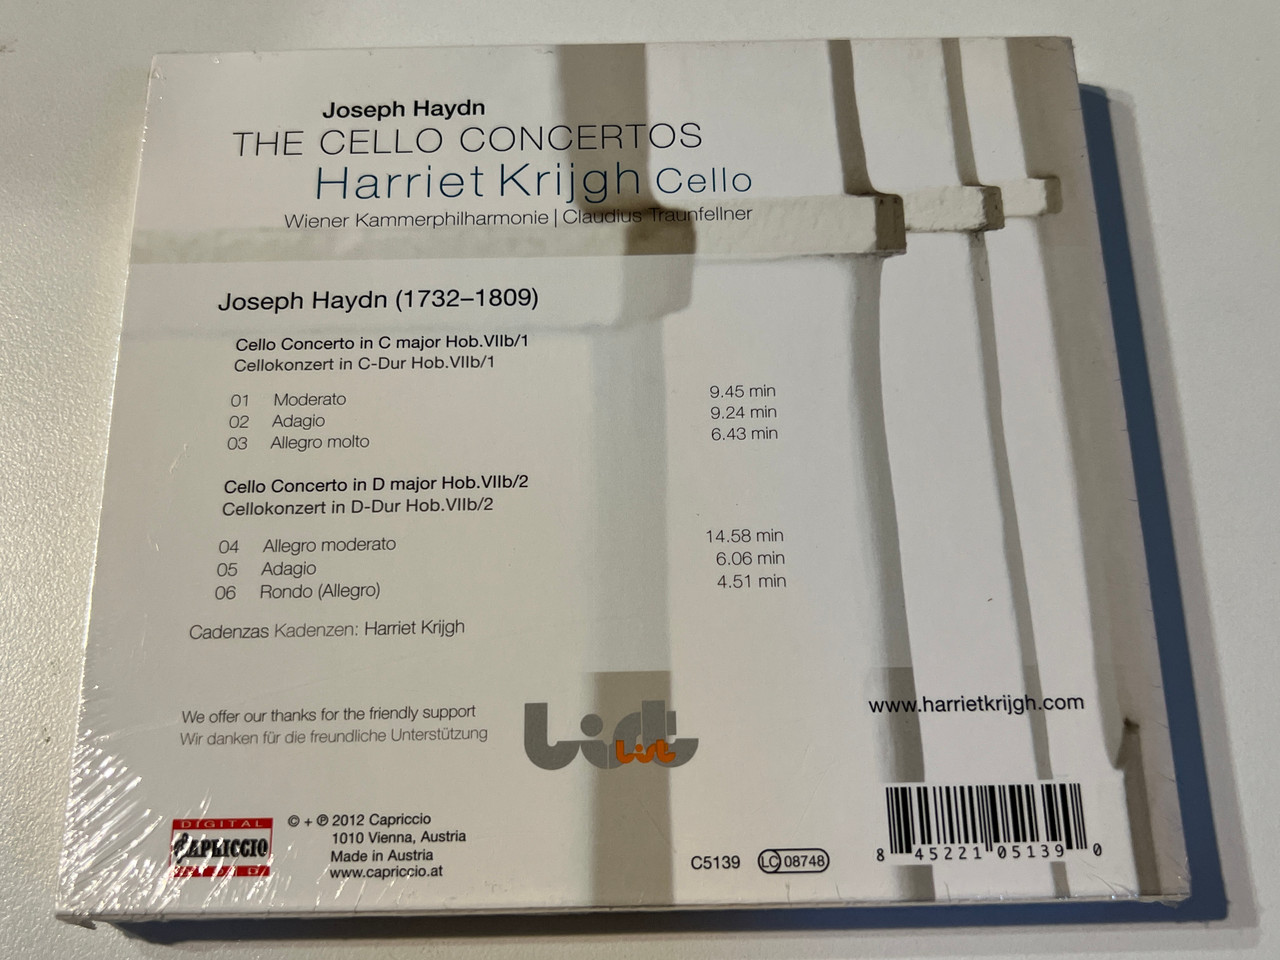 Joseph Haydn
THE CELLO CONCERTOS
Harriet Krijgh Cello
Wiener Kammerphilharmonie | Claudius Traunfellner
Joseph Haydn (1732–1809)
Cello Concerto in C major Hob.VIIb/1
Cellokonzert in C-Dur Hob.VIIb/1
01 Moderato 9.45 min
02 Adagio 9.24 min
03 Allegro molto 6.43 min
Cello Concerto in D major Hob.VIIb/2
Cellokonzert in D-Dur Hob.VIIb/2
04 Allegro moderato 14.58 min
05 Adagio 6.06 min
06 Rondo (Allegro) 4.51 min
Cadenzas Kadenzen: Harriet Krijgh
www.harrietkrijgh.com
We offer our thanks for the friendly support
Wir danken für die freundliche Unterstützung
List
List
DIGITAL
CAPRICCIO
© + ℗ 2012 Capriccio
1010 Vienna, Austria
Made in Austria
www.capriccio.at
C5139 LC 08748
8 45221 05139 0